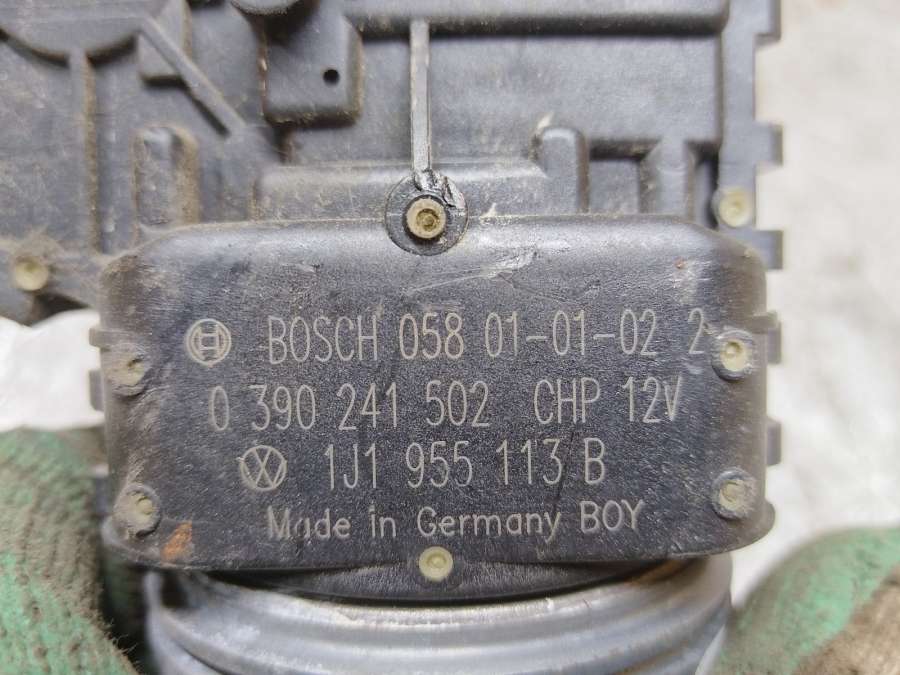 BOSCH 058 01-01-02 2
0 390 241 502 CHP 12V
1J1 955 113 B
Made in Germany BOY